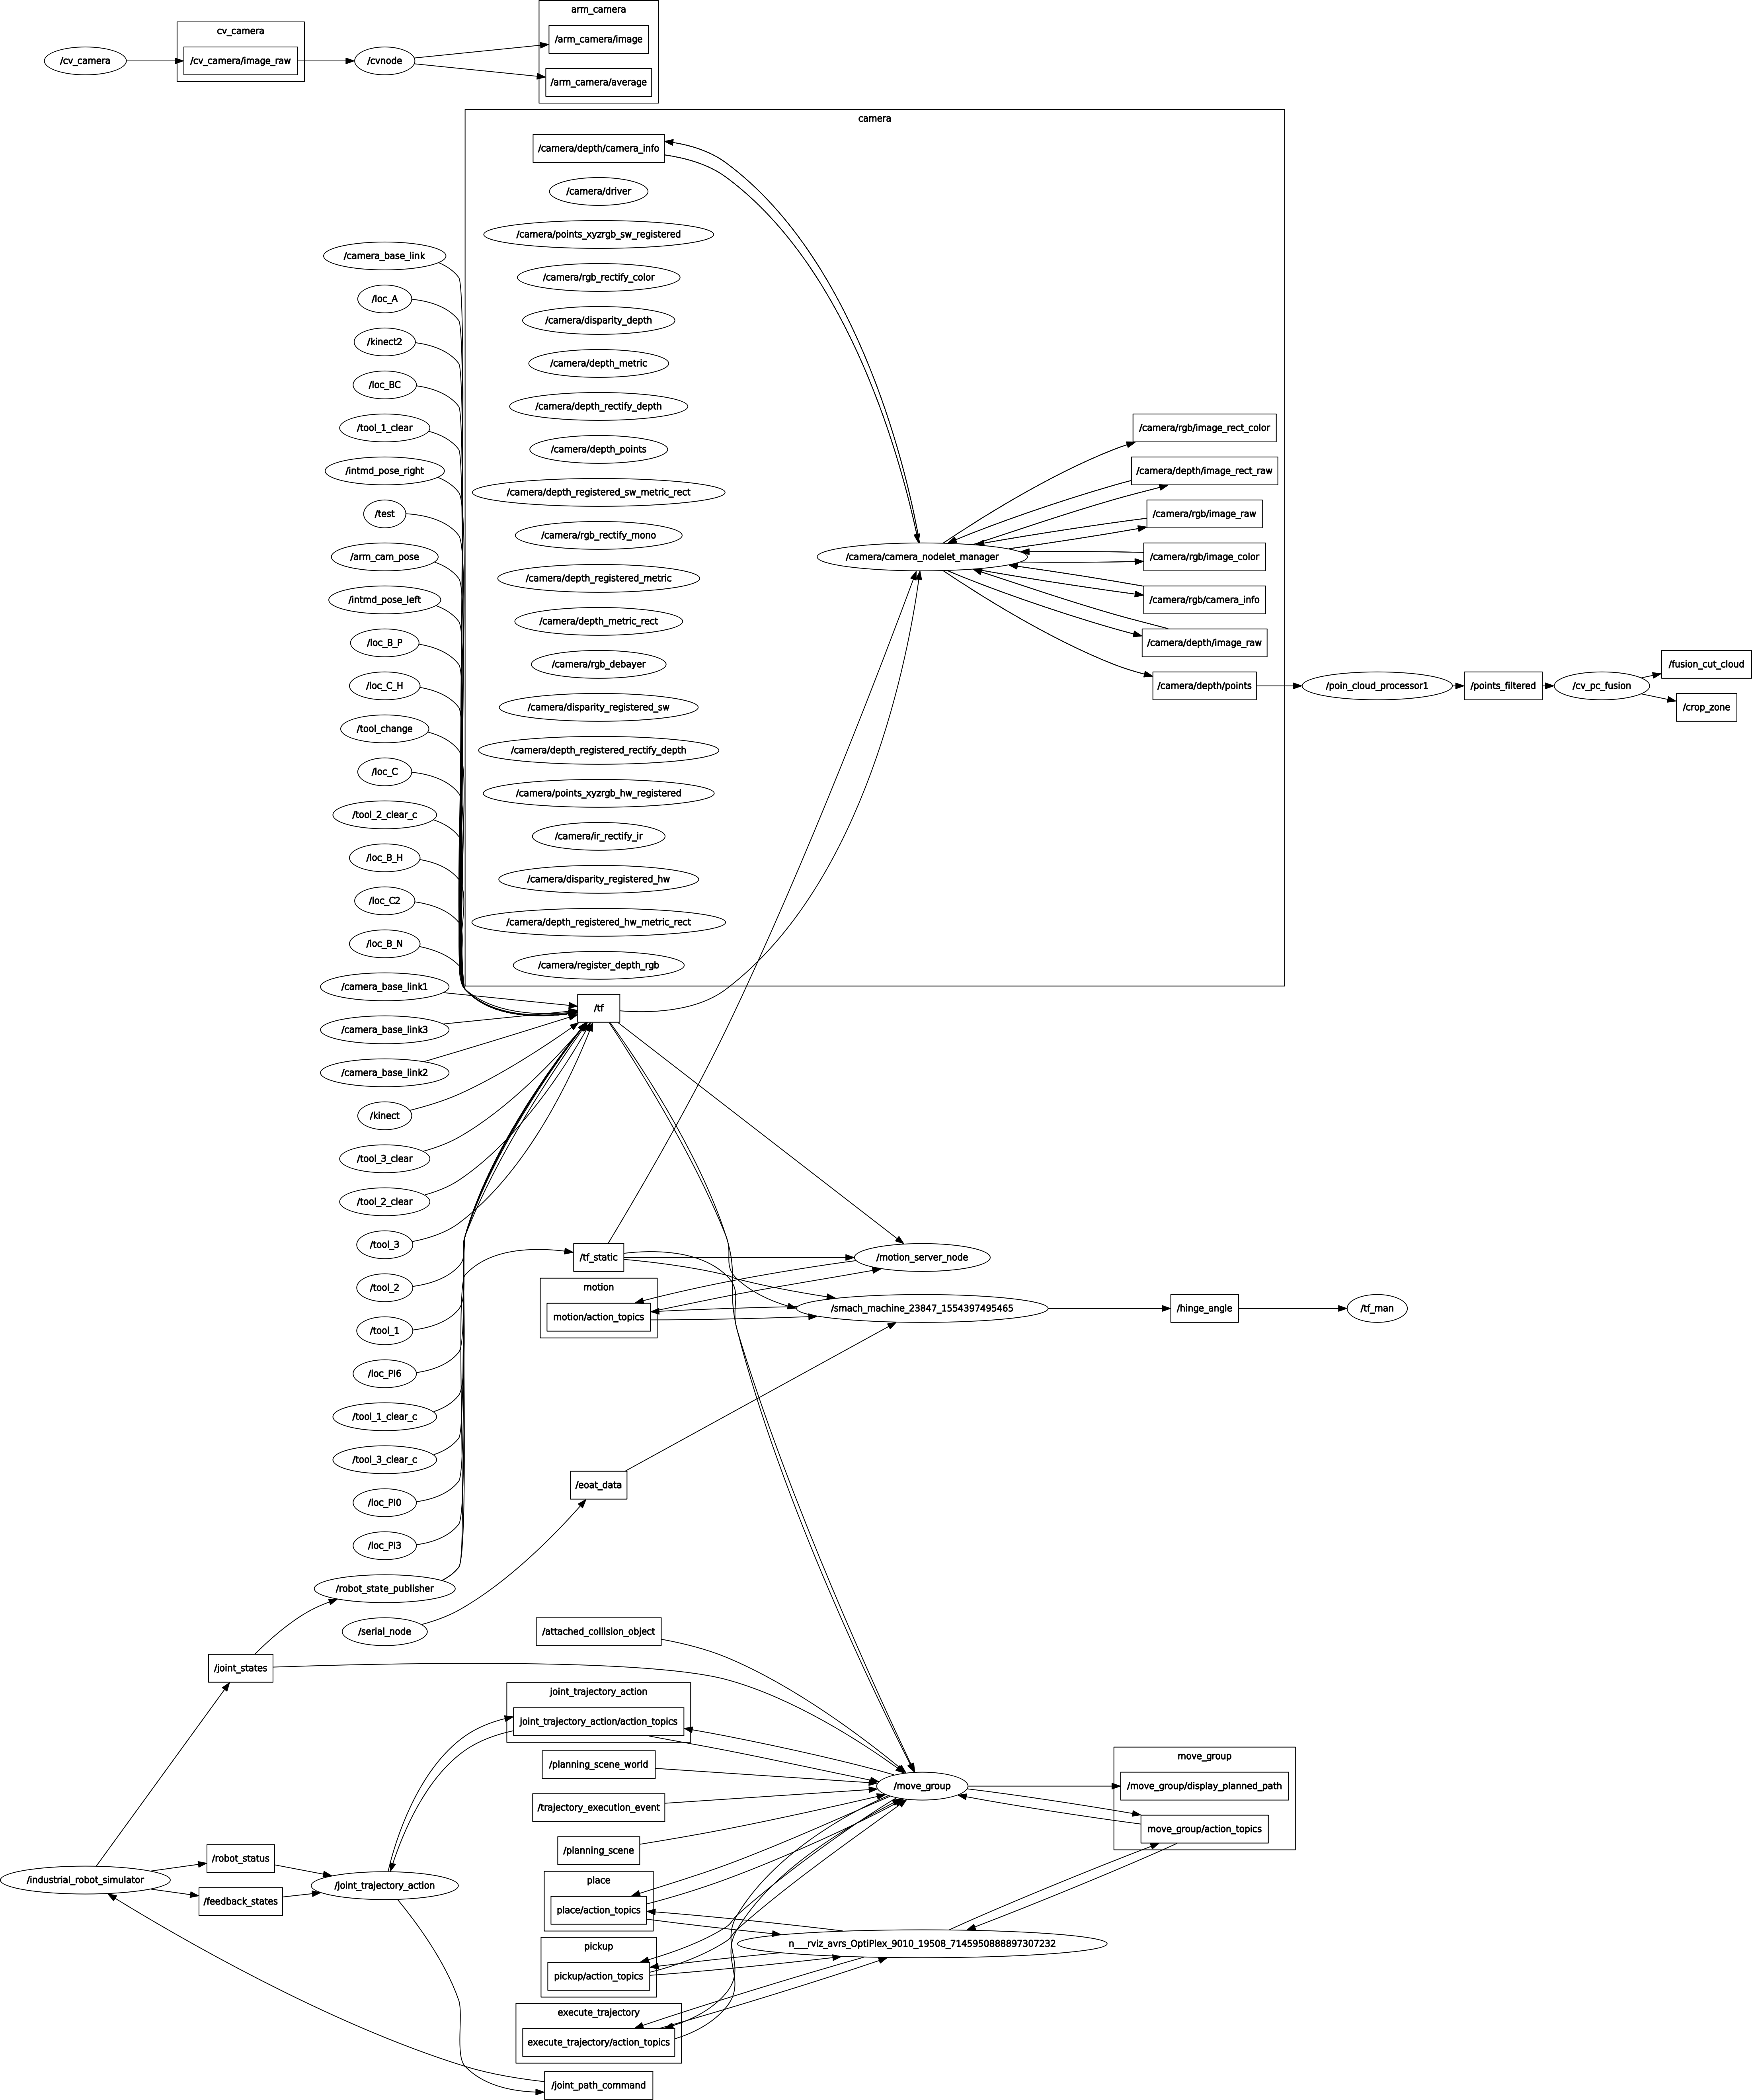 arm_camera
cv_camera
/arm_camera/image
/cv_camera
/cv_camera/image_raw
/cvnode
/arm_camera/average
camera
/camera/depth/camera_info
/camera/driver
/camera/points_xyzrgb_sw_registered
/camera_base_link
/camera/rgb_rectify_color
/loc_A
/camera/disparity_depth
/kinect2
/camera/depth_metric
/loc_BC
/camera/depth_rectify_depth
/tool_1_clear
/camera/rgb/image_rect_color
/camera/depth_points
/intmd_pose_right
/camera/depth/image_rect_raw
/camera/depth_registered_sw_metric_rect
/test
/camera/rgb/image_raw
/camera/rgb_rectify_mono
/arm_cam_pose
/camera/camera_nodelet_manager
/camera/rgb/image_color
/camera/depth_registered_metric
/intmd_pose_left
/camera/rgb/camera_info
/camera/depth_metric_rect
/loc_B_P
/camera/depth/image_raw
/camera/rgb_debayer
/fusion_cut_cloud
/loc_C_H
/camera/depth/points
/poin_cloud_processor1
/points_filtered
/cv_pc_fusion
/camera/disparity_registered_sw
/crop_zone
/tool_change
/camera/depth_registered_rectify_depth
/loc_C
/camera/points_xyzrgb_hw_registered
/tool_2_clear_c
/camera/ir_rectify_ir
/loc_B_H
/camera/disparity_registered_hw
/loc_C2
/camera/depth_registered_hw_metric_rect
/loc_B_N
/camera/register_depth_rgb
/camera_base_link1
/tf
/camera_base_link3
/camera_base_link2
/kinect
/tool_3_clear
/tool_2_clear
/tool_3
/tf_static
/motion_server_node
/tool_2
motion
/smach_machine_23847_1554397495465
/hinge_angle
/tf_man
motion/action_topics
/tool_1
/loc_PI6
/tool_1_clear_c
/tool_3_clear_c
/eoat_data
/loc_PI0
/loc_PI3
/robot_state_publisher
/serial_node
/attached_collision_object
/joint_states
joint_trajectory_action
joint_trajectory_action/action_topics
move_group
/planning_scene_world
/move_group
/move_group/display_planned_path
/trajectory_execution_event
move_group/action_topics
/planning_scene
/robot_status
/industrial_robot_simulator
place
/joint_trajectory_action
/feedback_states
place/action_topics
n___rviz_avrs_OptiPlex_9010_19508_7145950888897307232
pickup
pickup/action_topics
execute_trajectory
execute_trajectory/action_topics
/joint_path_command